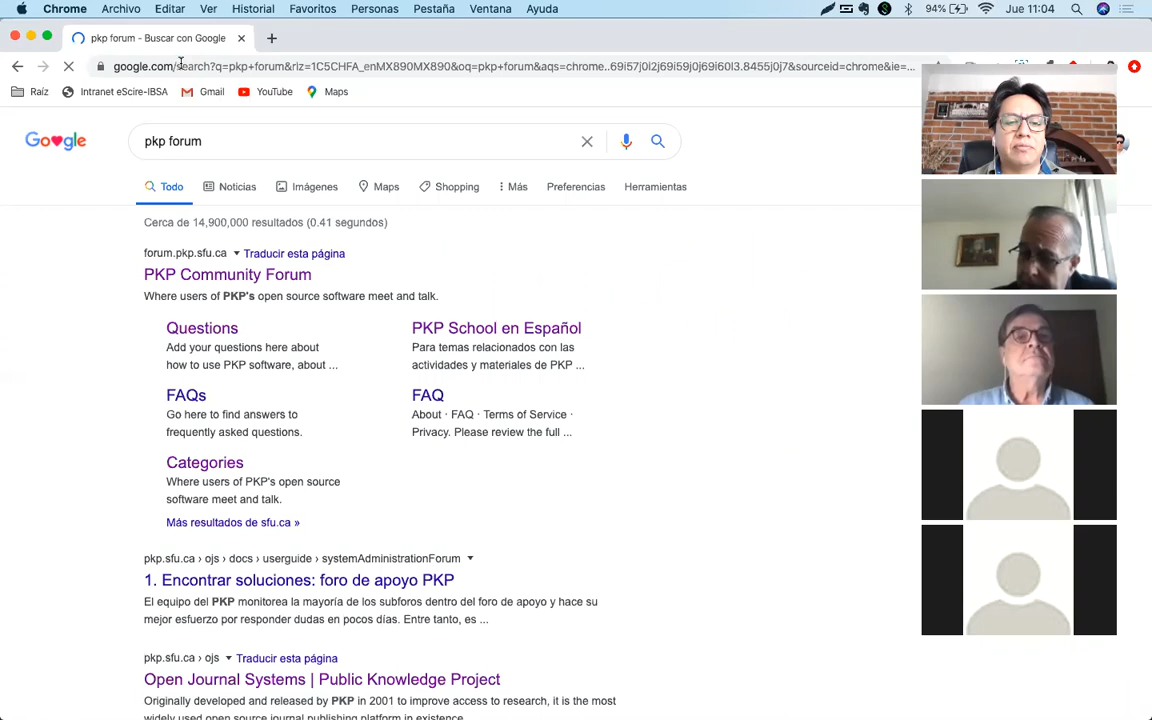 Chrome Archivo Editar Ver Historial Favoritos Personas Pestaña Ventana Ayuda 94% Jue 11:04
pkp forum - Buscar con Google
google.com/search?q=pkp+forum&rlz=1C5CHFA_enMX890MX890&oq=pkp+forum&aqs=chrome..69i57j0i2j69i59j0j69i60l3.8455j0j7&sourceid=chrome&ie=...
Raíz Intranet eScire-IBSA Gmail YouTube Maps
pkp forum
Todo Noticias Imágenes Maps Shopping Más Preferencias Herramientas
Cerca de 14,900,000 resultados (0.41 segundos)
forum.pkp.sfu.ca Traducir esta página
PKP Community Forum
Where users of PKP's open source software meet and talk.
Questions
Add your questions here about
how to use PKP software, about ...
PKP School en Español
Para temas relacionados con las
actividades y materiales de PKP ...
FAQs
Go here to find answers to
frequently asked questions.
FAQ
About · FAQ · Terms of Service ·
Privacy. Please review the full ...
Categories
Where users of PKP's open source
software meet and talk.
Más resultados de sfu.ca »
pkp.sfu.ca › ojs › docs › userguide › systemAdministrationForum
1. Encontrar soluciones: foro de apoyo PKP
El equipo del PKP monitorea la mayoría de los subforos dentro del foro de apoyo y hace su
mejor esfuerzo por responder dudas en pocos días. Entre tanto, es ...
pkp.sfu.ca › ojs Traducir esta página
Open Journal Systems | Public Knowledge Project
Originally developed and released by PKP in 2001 to improve access to research, it is the most
widely used open source journal publishing platform in existence.